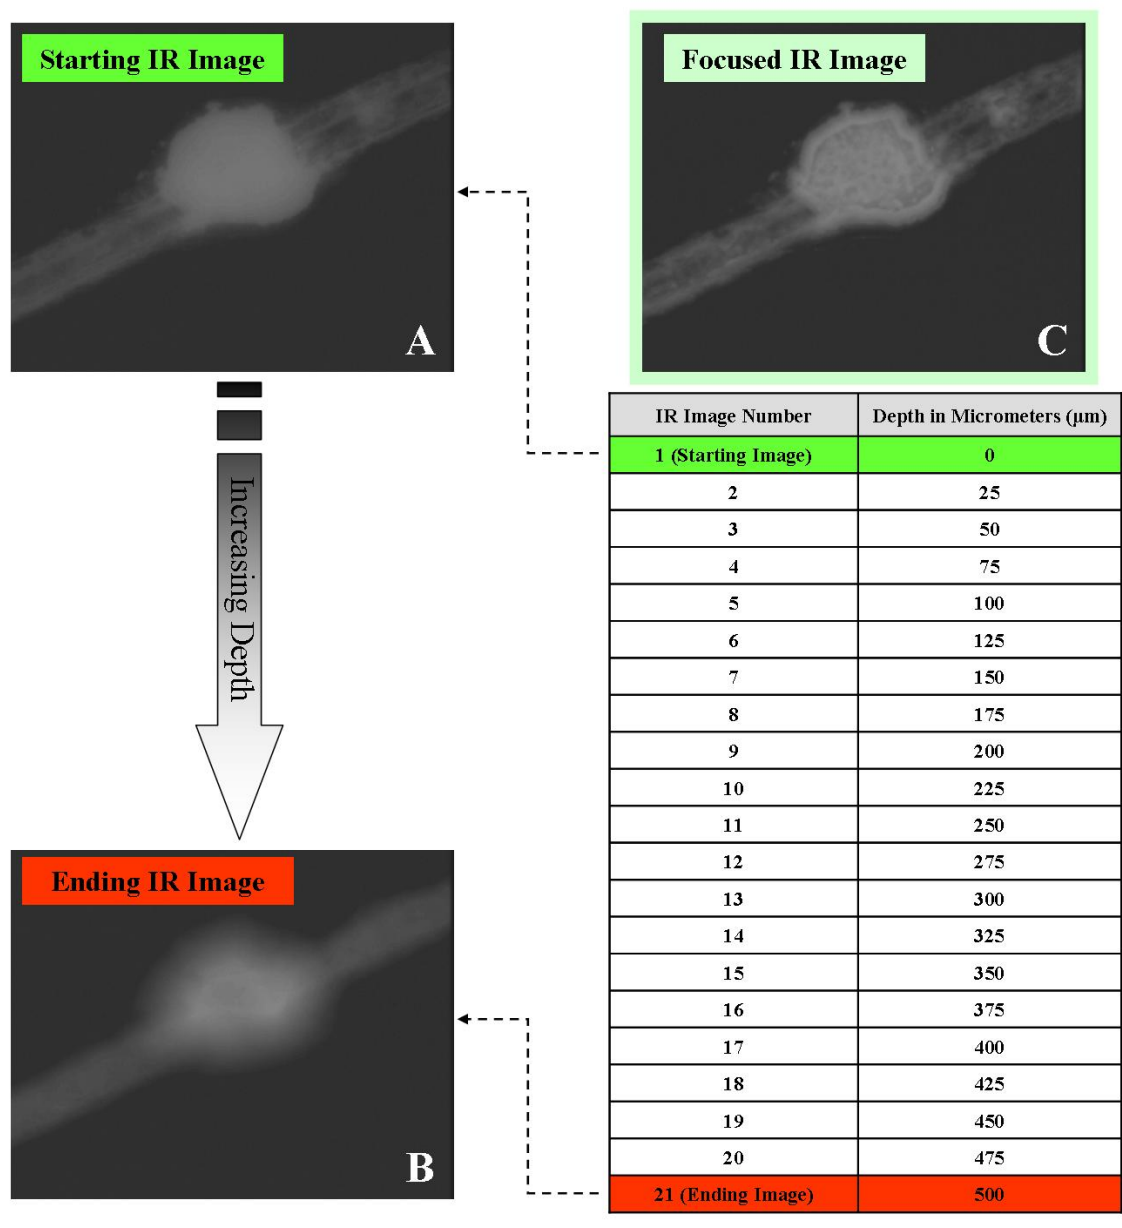 Starting IR Image
A
Focused IR Image
C
Increasing Depth
Ending IR Image
B
IR Image Number Depth in Micrometers (μm)
1 (Starting Image) 0
2 25
3 50
4 75
5 100
6 125
7 150
8 175
9 200
10 225
11 250
12 275
13 300
14 325
15 350
16 375
17 400
18 425
19 450
20 475
21 (Ending Image) 500